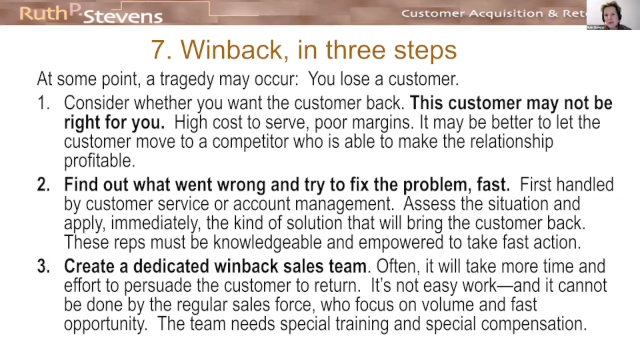 Ruth P. Stevens
Customer Acquisition & Ret
7. Winback, in three steps
At some point, a tragedy may occur: You lose a customer.
1. Consider whether you want the customer back. This customer may not be
right for you. High cost to serve, poor margins. It may be better to let the
customer move to a competitor who is able to make the relationship
profitable.
2. Find out what went wrong and try to fix the problem, fast. First handled
by customer service or account management. Assess the situation and
apply, immediately, the kind of solution that will bring the customer back.
These reps must be knowledgeable and empowered to take fast action.
3. Create a dedicated winback sales team. Often, it will take more time and
effort to persuade the customer to return. It's not easy work—and it cannot
be done by the regular sales force, who focus on volume and fast
opportunity. The team needs special training and special compensation.